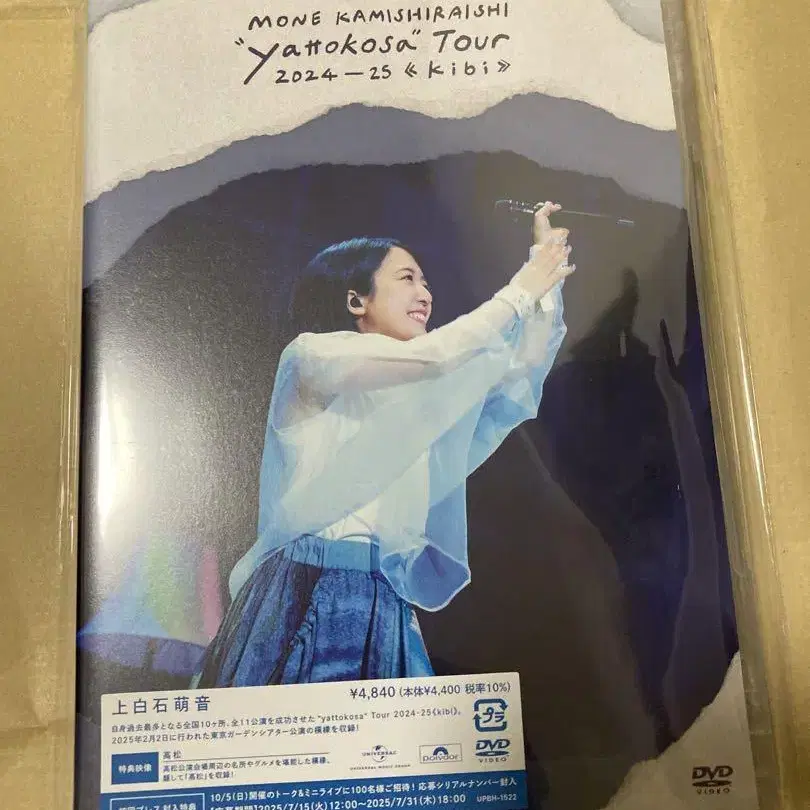 MONE KAMISHIRAISHI
"yattokosa" Tour
2024—25 《kibi》
上白石萌音
¥4,840 (本体¥4,400 税率10%)
自身過去最多となる全国10ヶ所、全11公演を成功させた"yattokosa" Tour 2024-25《kibi》。
2025年2月2日に行われた東京ガーデンシアター公演の模様を収録!
プラ
特典映像
高松
高松公演会場周辺の名所やグルメを堪能した模様、
題して「高松」を収録!
UNIVERSAL
UNIVERSAL MUSIC GROUP
Polydor
DVD
VIDEO
DVD
VIDEO
10/5(日)開催のトーク&ミニライブに100名様ご招待! 応募シリアルナンバー封入
2025/7/15(火)12:00〜2025/7/31(木)18:00
UPBH-1522